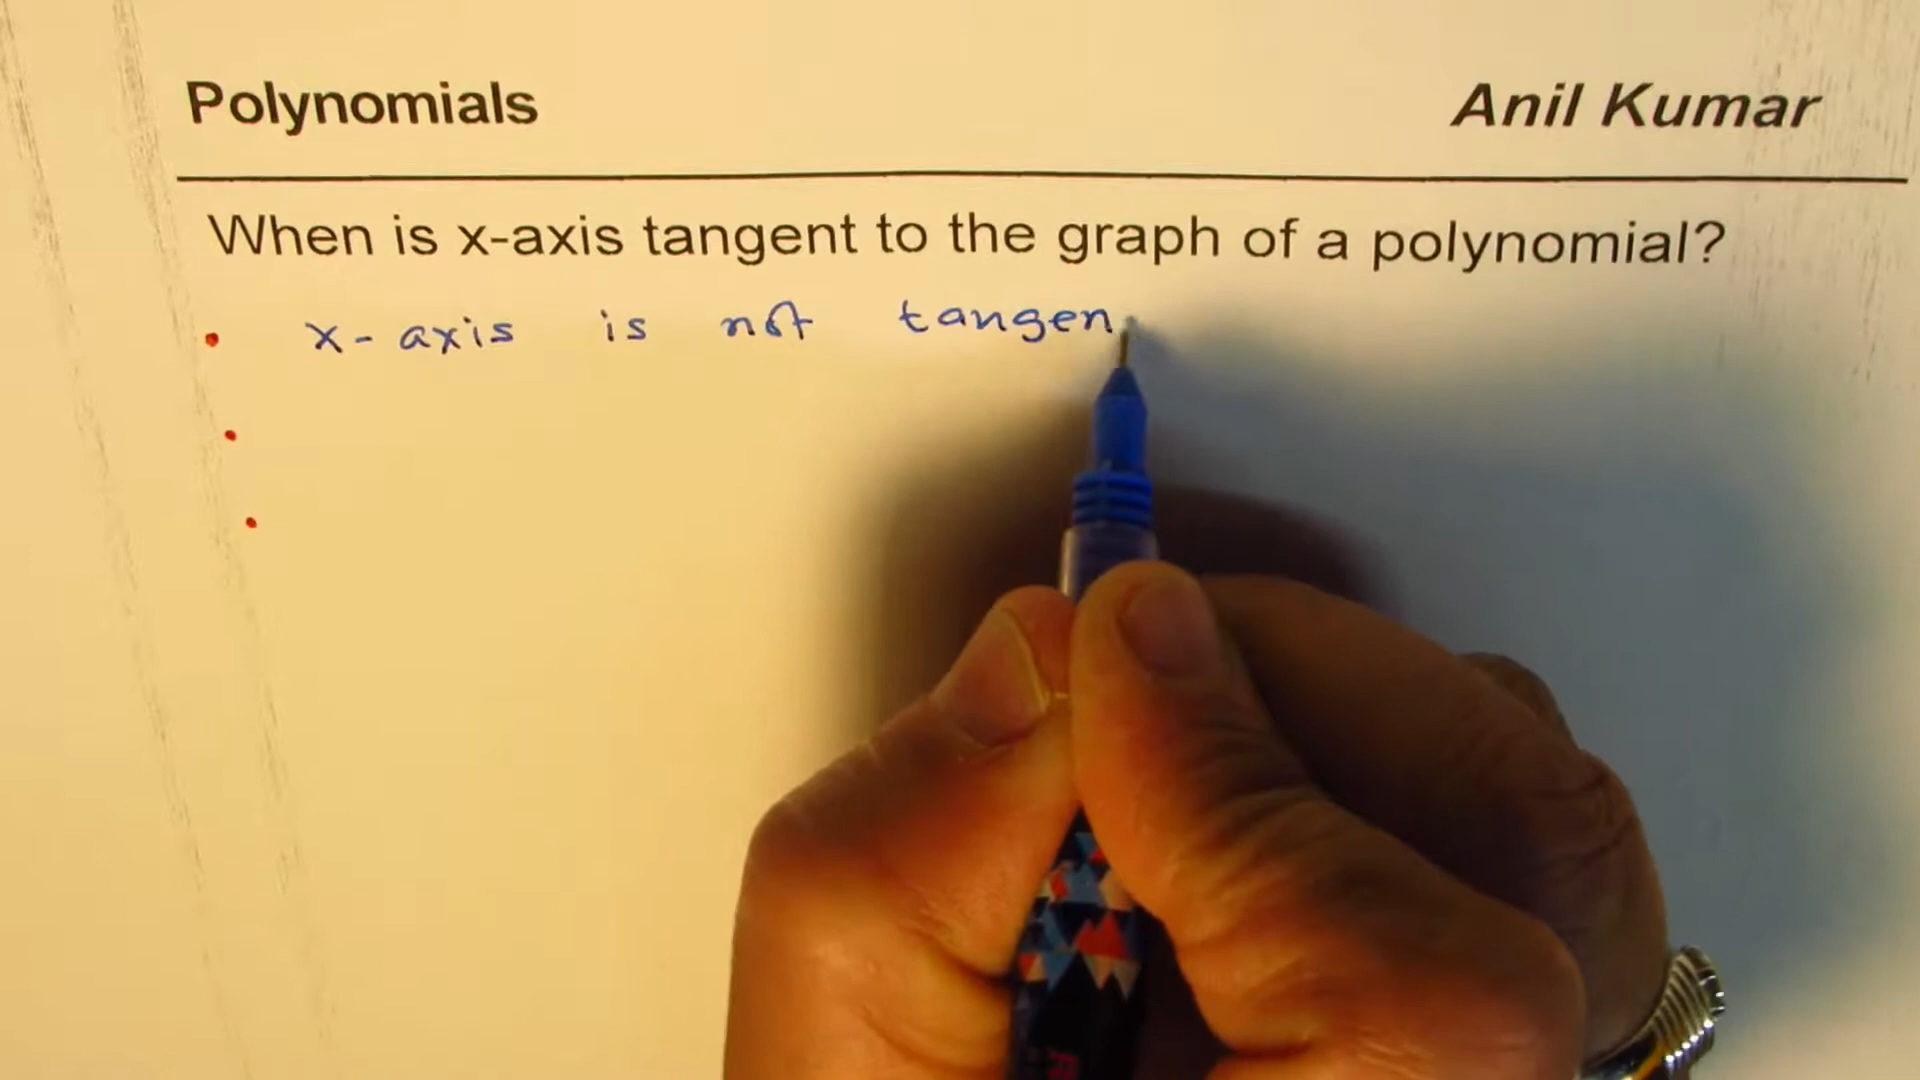 Polynomials
Anil Kumar
When is x-axis tangent to the graph of a polynomial?
x-axis is not tangen